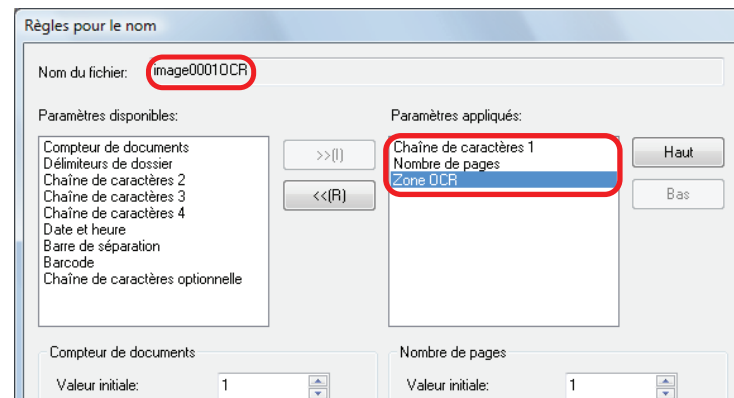 Règles pour le nom
Nom du fichier: image0001OCR
Paramètres disponibles:
Compteur de documents
Délimiteurs de dossier
Chaîne de caractères 2
Chaîne de caractères 3
Chaîne de caractères 4
Date et heure
Barre de séparation
Barcode
Chaîne de caractères optionnelle
>>(I)
<<(R)
Paramètres appliqués:
Chaîne de caractères 1
Nombre de pages
Zone OCR
Haut
Bas
Compteur de documents
Valeur initiale: 1
Nombre de pages
Valeur initiale: 1